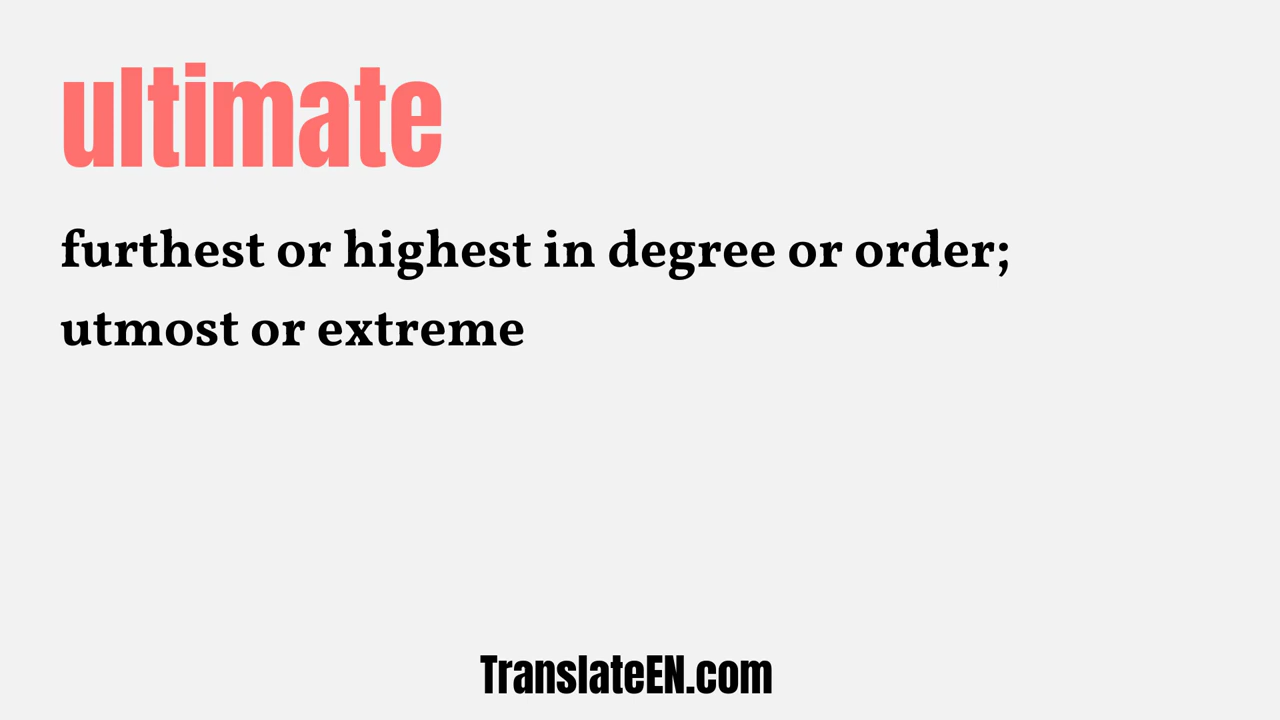 ultimate
furthest or highest in degree or order;
utmost or extreme
TranslateEN.com